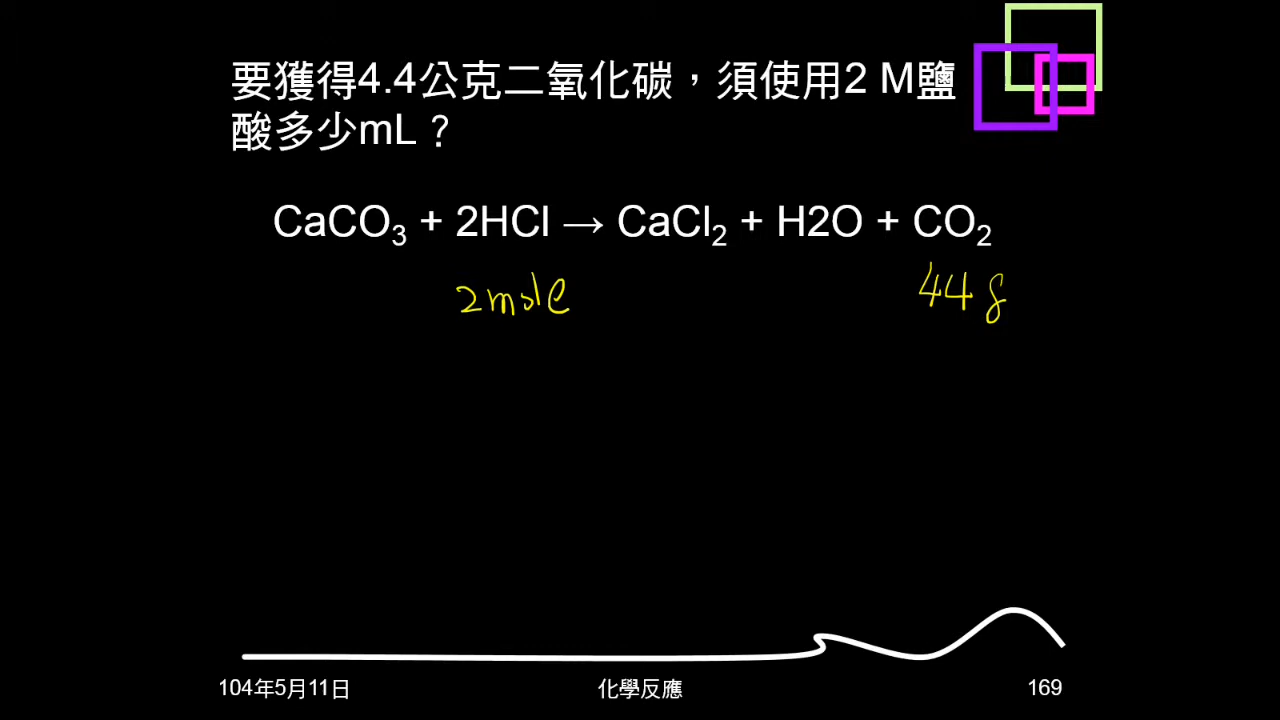 要獲得4.4公克二氧化碳，須使用2 M鹽
酸多少mL？
CaCO₃ + 2HCl → CaCl₂ + H2O + CO₂
2mole 44g
104年5月11日 化學反應 169